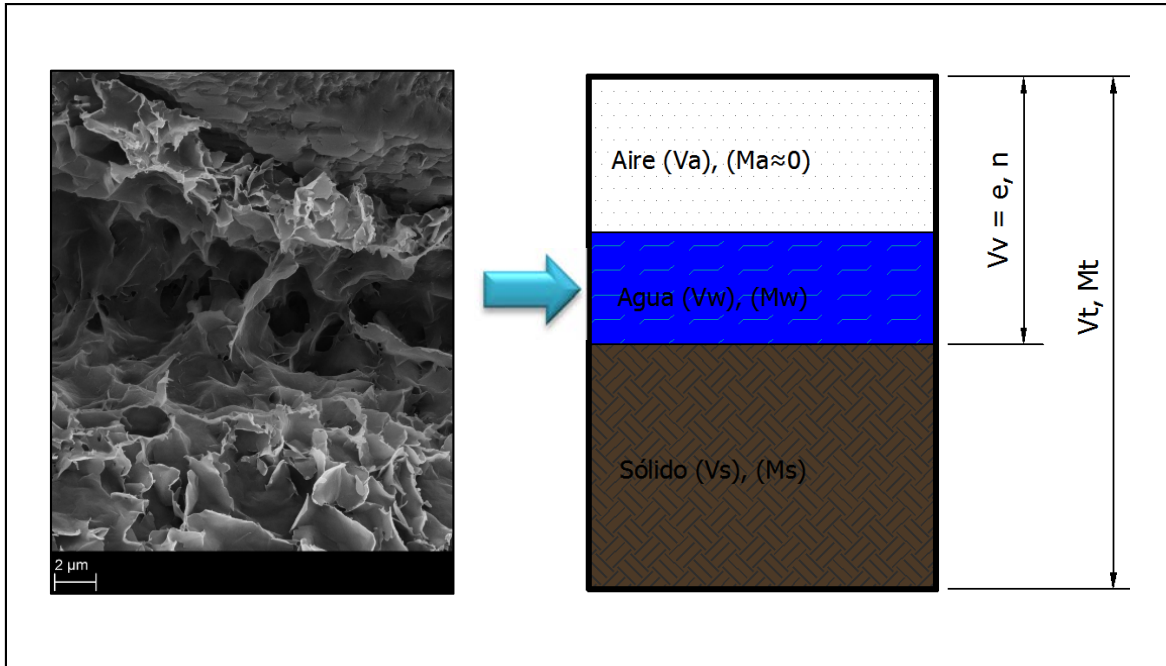 2 µm
Aire (Va), (Ma≈0)
Agua (Vw), (Mw)
Sólido (Vs), (Ms)
Vv = e, n
Vt, Mt